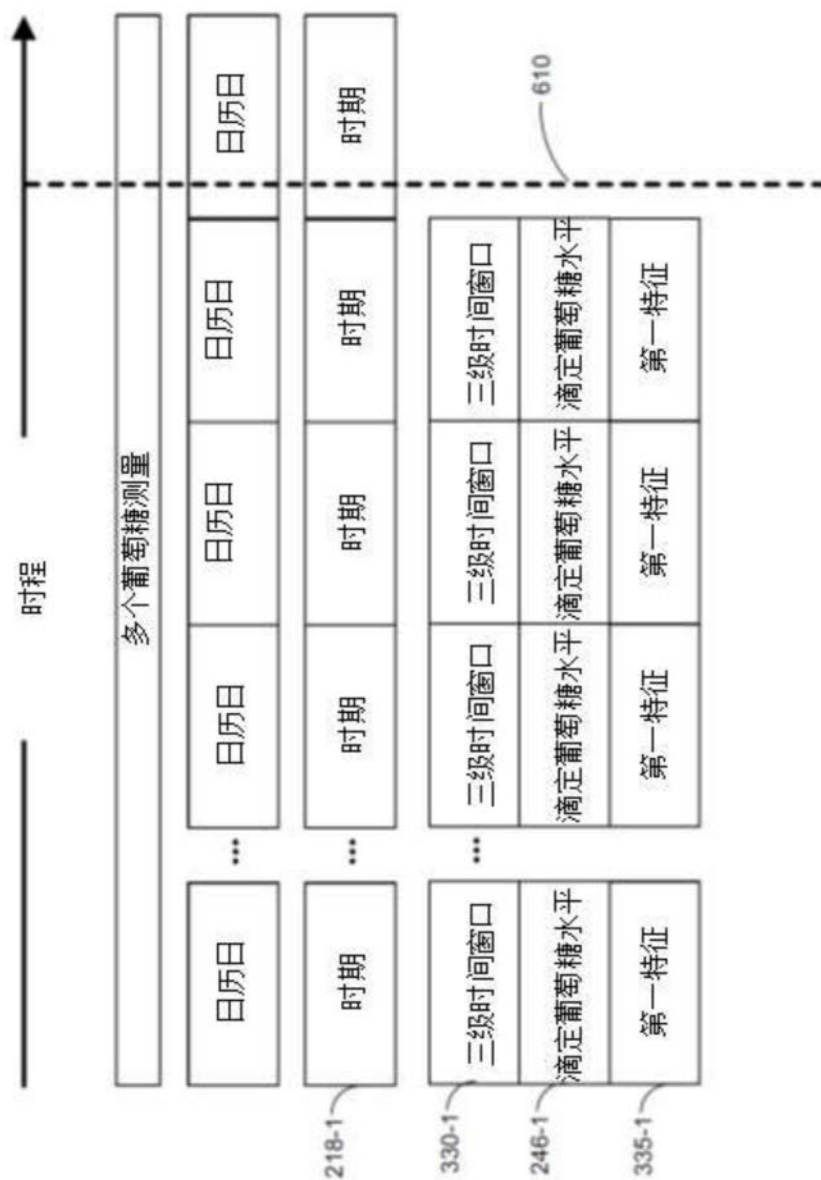 时程
多个葡萄糖测量
日历日 ••• 日历日 日历日 日历日 日历日
218-1 时期 ••• 时期 时期 时期 时期
330-1 三级时间窗口 ••• 三级时间窗口 三级时间窗口 三级时间窗口
246-1 滴定葡萄糖水平 滴定葡萄糖水平 滴定葡萄糖水平 滴定葡萄糖水平
335-1 第一特征 第一特征 第一特征 第一特征
610